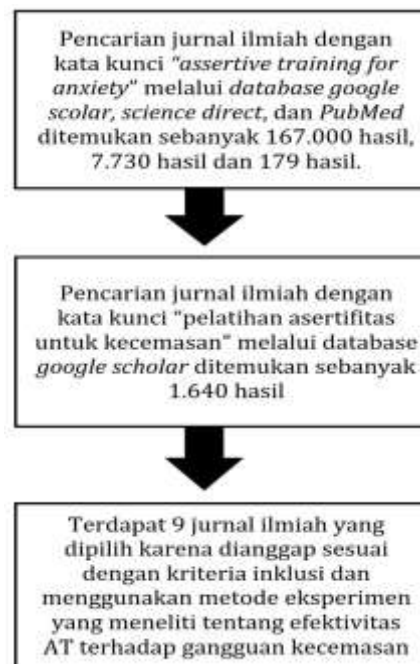 Pencarian jurnal ilmiah dengan
kata kunci “assertive training for
anxiety” melalui database google
scolar, science direct, dan PubMed
ditemukan sebanyak 167.000 hasil,
7.730 hasil dan 179 hasil.
Pencarian jurnal ilmiah dengan
kata kunci “pelatihan asertifitas
untuk kecemasan” melalui database
google scholar ditemukan sebanyak
1.640 hasil
Terdapat 9 jurnal ilmiah yang
dipilih karena dianggap sesuai
dengan kriteria inklusi dan
menggunakan metode eksperimen
yang meneliti tentang efektivitas
AT terhadap gangguan kecemasan